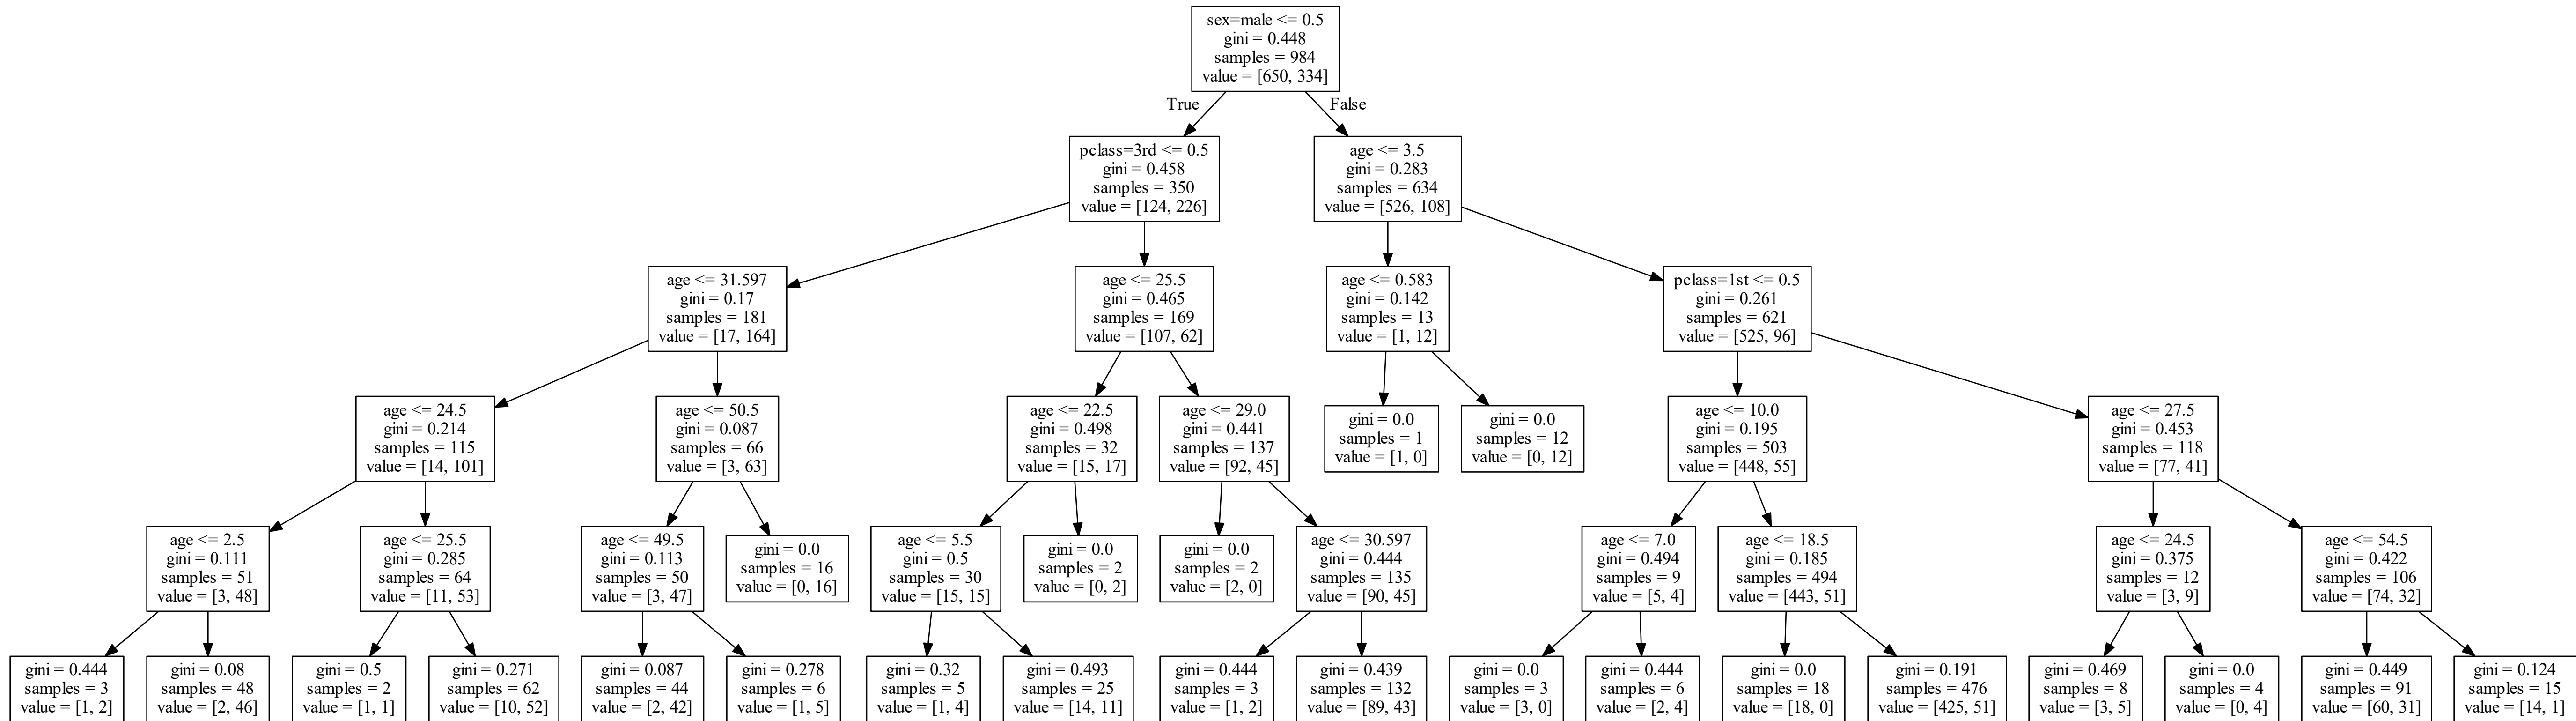 sex=male <= 0.5
gini = 0.448
samples = 984
value = [650, 334]
True
False
pclass=3rd <= 0.5
gini = 0.458
samples = 350
value = [124, 226]
age <= 3.5
gini = 0.283
samples = 634
value = [526, 108]
age <= 31.597
gini = 0.17
samples = 181
value = [17, 164]
age <= 25.5
gini = 0.465
samples = 169
value = [107, 62]
age <= 0.583
gini = 0.142
samples = 13
value = [1, 12]
pclass=1st <= 0.5
gini = 0.261
samples = 621
value = [525, 96]
age <= 24.5
gini = 0.214
samples = 115
value = [14, 101]
age <= 50.5
gini = 0.087
samples = 66
value = [3, 63]
age <= 22.5
gini = 0.498
samples = 32
value = [15, 17]
age <= 29.0
gini = 0.441
samples = 137
value = [92, 45]
gini = 0.0
samples = 1
value = [1, 0]
gini = 0.0
samples = 12
value = [0, 12]
age <= 10.0
gini = 0.195
samples = 503
value = [448, 55]
age <= 27.5
gini = 0.453
samples = 118
value = [77, 41]
age <= 2.5
gini = 0.111
samples = 51
value = [3, 48]
age <= 25.5
gini = 0.285
samples = 64
value = [11, 53]
age <= 49.5
gini = 0.113
samples = 50
value = [3, 47]
gini = 0.0
samples = 16
value = [0, 16]
age <= 5.5
gini = 0.5
samples = 30
value = [15, 15]
gini = 0.0
samples = 2
value = [0, 2]
gini = 0.0
samples = 2
value = [2, 0]
age <= 30.597
gini = 0.444
samples = 135
value = [90, 45]
age <= 7.0
gini = 0.494
samples = 9
value = [5, 4]
age <= 18.5
gini = 0.185
samples = 494
value = [443, 51]
age <= 24.5
gini = 0.375
samples = 12
value = [3, 9]
age <= 54.5
gini = 0.422
samples = 106
value = [74, 32]
gini = 0.444
samples = 3
value = [1, 2]
gini = 0.08
samples = 48
value = [2, 46]
gini = 0.5
samples = 2
value = [1, 1]
gini = 0.271
samples = 62
value = [10, 52]
gini = 0.087
samples = 44
value = [2, 42]
gini = 0.278
samples = 6
value = [1, 5]
gini = 0.32
samples = 5
value = [1, 4]
gini = 0.493
samples = 25
value = [14, 11]
gini = 0.444
samples = 3
value = [1, 2]
gini = 0.439
samples = 132
value = [89, 43]
gini = 0.0
samples = 3
value = [3, 0]
gini = 0.444
samples = 6
value = [2, 4]
gini = 0.0
samples = 18
value = [18, 0]
gini = 0.191
samples = 476
value = [425, 51]
gini = 0.469
samples = 8
value = [3, 5]
gini = 0.0
samples = 4
value = [0, 4]
gini = 0.449
samples = 91
value = [60, 31]
gini = 0.124
samples = 15
value = [14, 1]